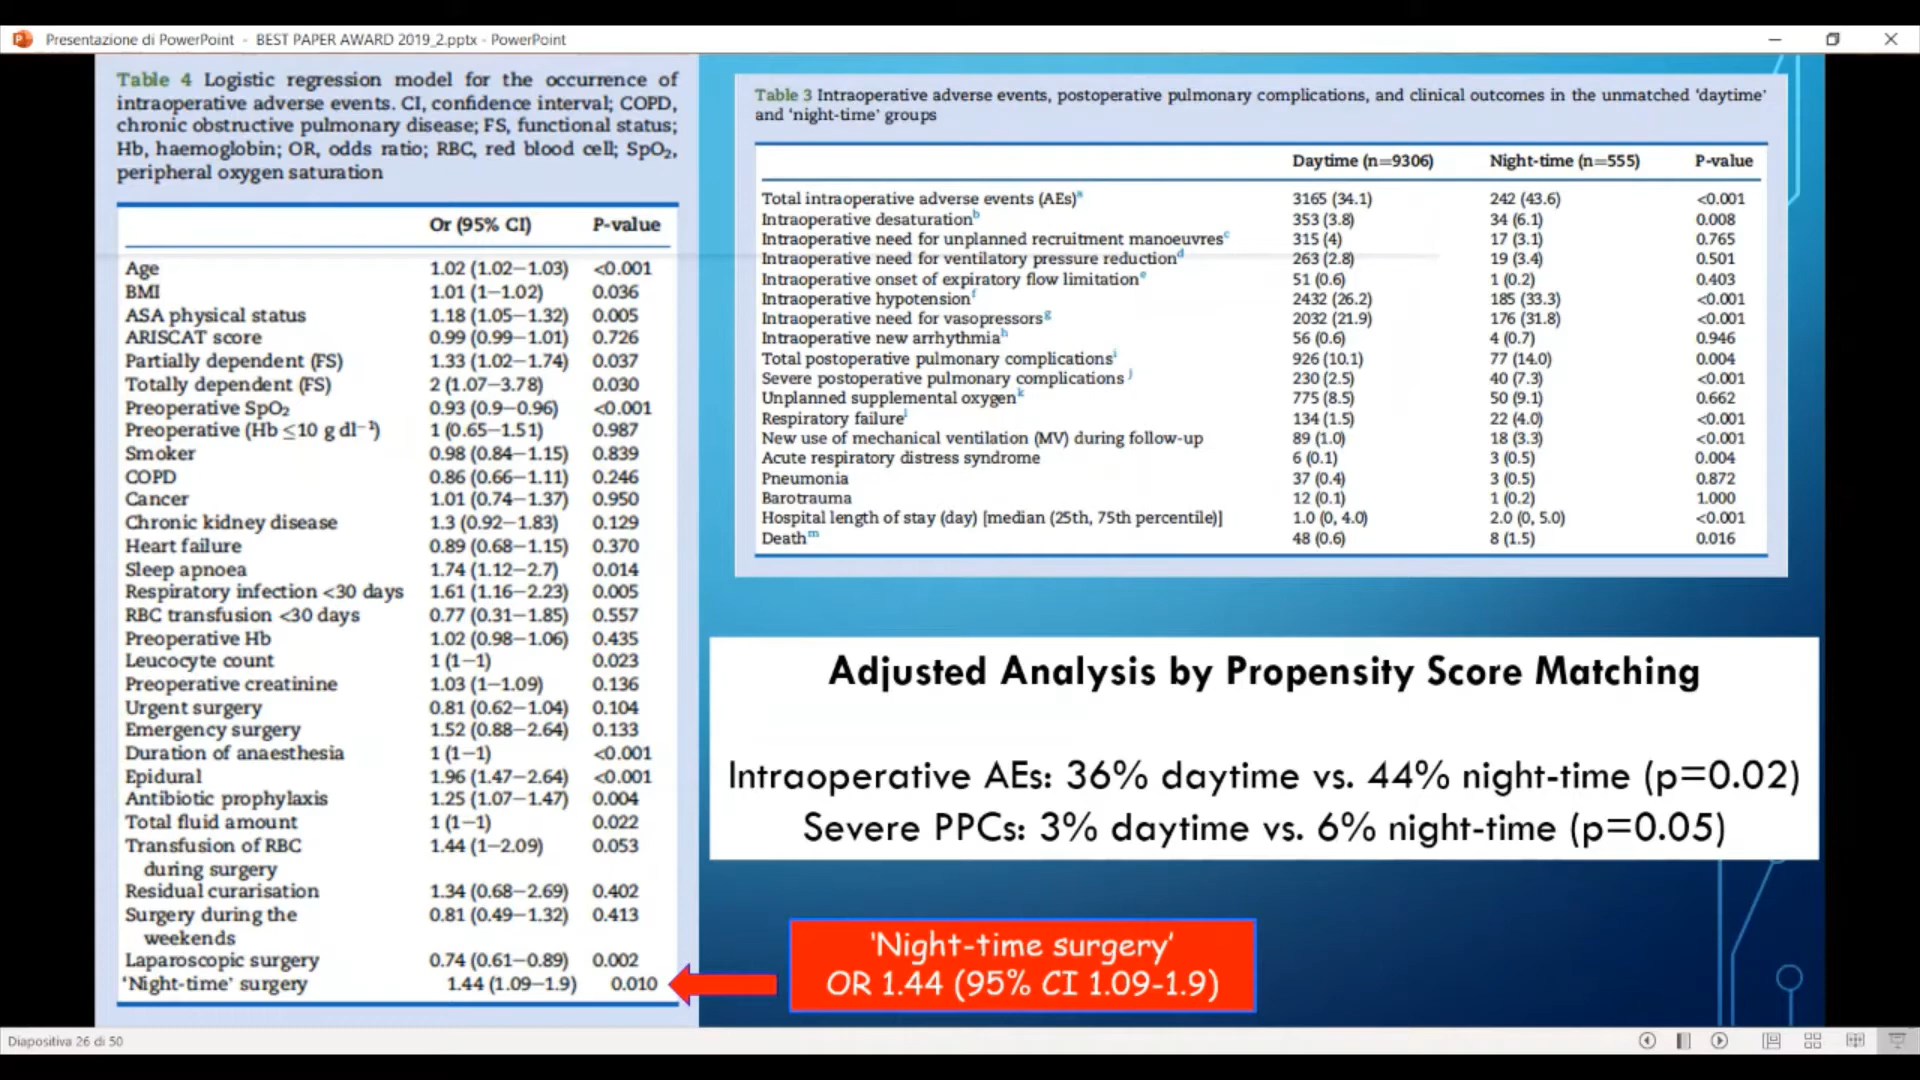 Presentazione di PowerPoint - BEST PAPER AWARD 2019_2.pptx - PowerPoint
Table 4 Logistic regression model for the occurrence of
intraoperative adverse events. CI, confidence interval; COPD,
chronic obstructive pulmonary disease; FS, functional status;
Hb, haemoglobin; OR, odds ratio; RBC, red blood cell; SpO₂,
peripheral oxygen saturation
Or (95% CI) P-value
Age 1.02 (1.02–1.03) <0.001
BMI 1.01 (1–1.02) 0.036
ASA physical status 1.18 (1.05–1.32) 0.005
ARISCAT score 0.99 (0.99–1.01) 0.726
Partially dependent (FS) 1.33 (1.02–1.74) 0.037
Totally dependent (FS) 2 (1.07–3.78) 0.030
Preoperative SpO₂ 0.93 (0.9–0.96) <0.001
Preoperative (Hb ≤10 g dl⁻¹) 1 (0.65–1.51) 0.987
Smoker 0.98 (0.84–1.15) 0.839
COPD 0.86 (0.66–1.11) 0.246
Cancer 1.01 (0.74–1.37) 0.950
Chronic kidney disease 1.3 (0.92–1.83) 0.129
Heart failure 0.89 (0.68–1.15) 0.370
Sleep apnoea 1.74 (1.12–2.7) 0.014
Respiratory infection <30 days 1.61 (1.16–2.23) 0.005
RBC transfusion <30 days 0.77 (0.31–1.85) 0.557
Preoperative Hb 1.02 (0.98–1.06) 0.435
Leucocyte count 1 (1–1) 0.023
Preoperative creatinine 1.03 (1–1.09) 0.136
Urgent surgery 0.81 (0.62–1.04) 0.104
Emergency surgery 1.52 (0.88–2.64) 0.133
Duration of anaesthesia 1 (1–1) <0.001
Epidural 1.96 (1.47–2.64) <0.001
Antibiotic prophylaxis 1.25 (1.07–1.47) 0.004
Total fluid amount 1 (1–1) 0.022
Transfusion of RBC 1.44 (1–2.09) 0.053
during surgery
Residual curarisation 1.34 (0.68–2.69) 0.402
Surgery during the 0.81 (0.49–1.32) 0.413
weekends
Laparoscopic surgery 0.74 (0.61–0.89) 0.002
'Night-time' surgery 1.44 (1.09–1.9) 0.010
Table 3 Intraoperative adverse events, postoperative pulmonary complications, and clinical outcomes in the unmatched 'daytime'
and 'night-time' groups
Daytime (n=9306) Night-time (n=555) P-value
Total intraoperative adverse events (AEs)ᵃ 3165 (34.1) 242 (43.6) <0.001
Intraoperative desaturationᵇ 353 (3.8) 34 (6.1) 0.008
Intraoperative need for unplanned recruitment manoeuvresᶜ 315 (4) 17 (3.1) 0.765
Intraoperative need for ventilatory pressure reductionᵈ 263 (2.8) 19 (3.4) 0.501
Intraoperative onset of expiratory flow limitationᵉ 51 (0.6) 1 (0.2) 0.403
Intraoperative hypotensionᶠ 2432 (26.2) 185 (33.3) <0.001
Intraoperative need for vasopressorsᵍ 2032 (21.9) 176 (31.8) <0.001
Intraoperative new arrhythmiaʰ 56 (0.6) 4 (0.7) 0.946
Total postoperative pulmonary complicationsⁱ 926 (10.1) 77 (14.0) 0.004
Severe postoperative pulmonary complications ʲ 230 (2.5) 40 (7.3) <0.001
Unplanned supplemental oxygenᵏ 775 (8.5) 50 (9.1) 0.662
Respiratory failureˡ 134 (1.5) 22 (4.0) <0.001
New use of mechanical ventilation (MV) during follow-up 89 (1.0) 18 (3.3) <0.001
Acute respiratory distress syndrome 6 (0.1) 3 (0.5) 0.004
Pneumonia 37 (0.4) 3 (0.5) 0.872
Barotrauma 12 (0.1) 1 (0.2) 1.000
Hospital length of stay (day) [median (25th, 75th percentile)] 1.0 (0, 4.0) 2.0 (0, 5.0) <0.001
Deathᵐ 48 (0.6) 8 (1.5) 0.016
Adjusted Analysis by Propensity Score Matching
Intraoperative AEs: 36% daytime vs. 44% night-time (p=0.02)
Severe PPCs: 3% daytime vs. 6% night-time (p=0.05)
'Night-time surgery'
OR 1.44 (95% CI 1.09-1.9)
Diapositiva 26 di 50